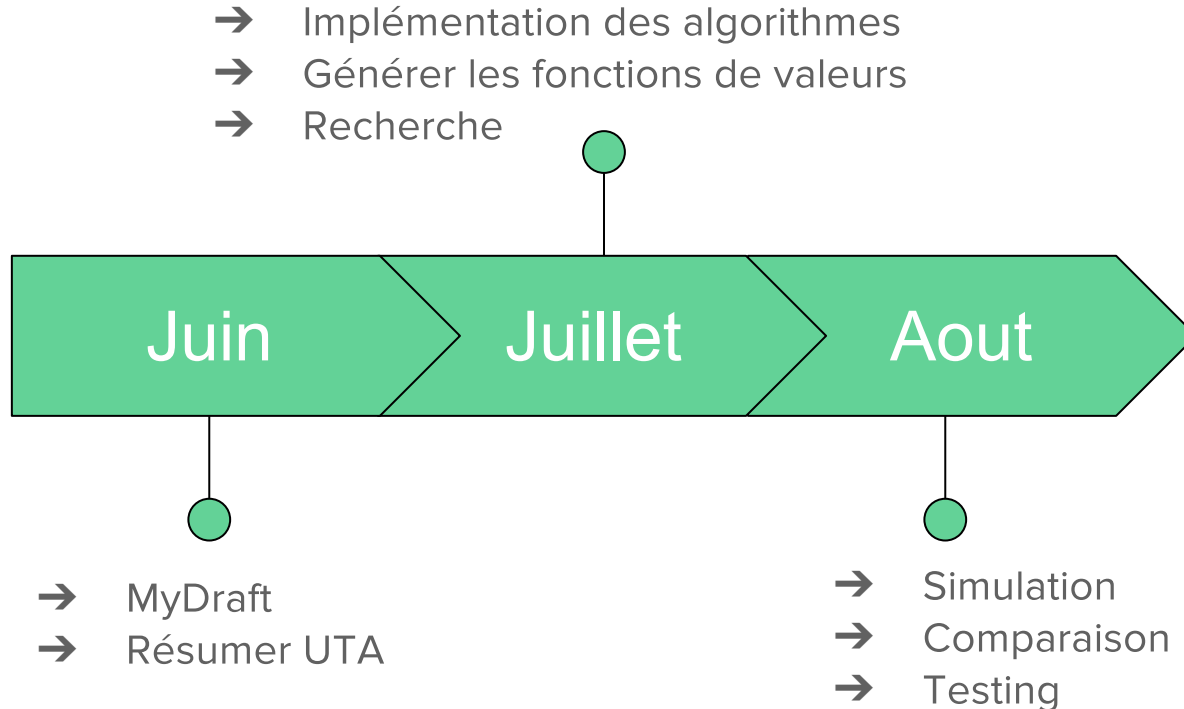 ➔ Implémentation des algorithmes
➔ Générer les fonctions de valeurs
➔ Recherche
Juin
Juillet
Aout
➔ MyDraft
➔ Résumer UTA
➔ Simulation
➔ Comparaison
➔ Testing